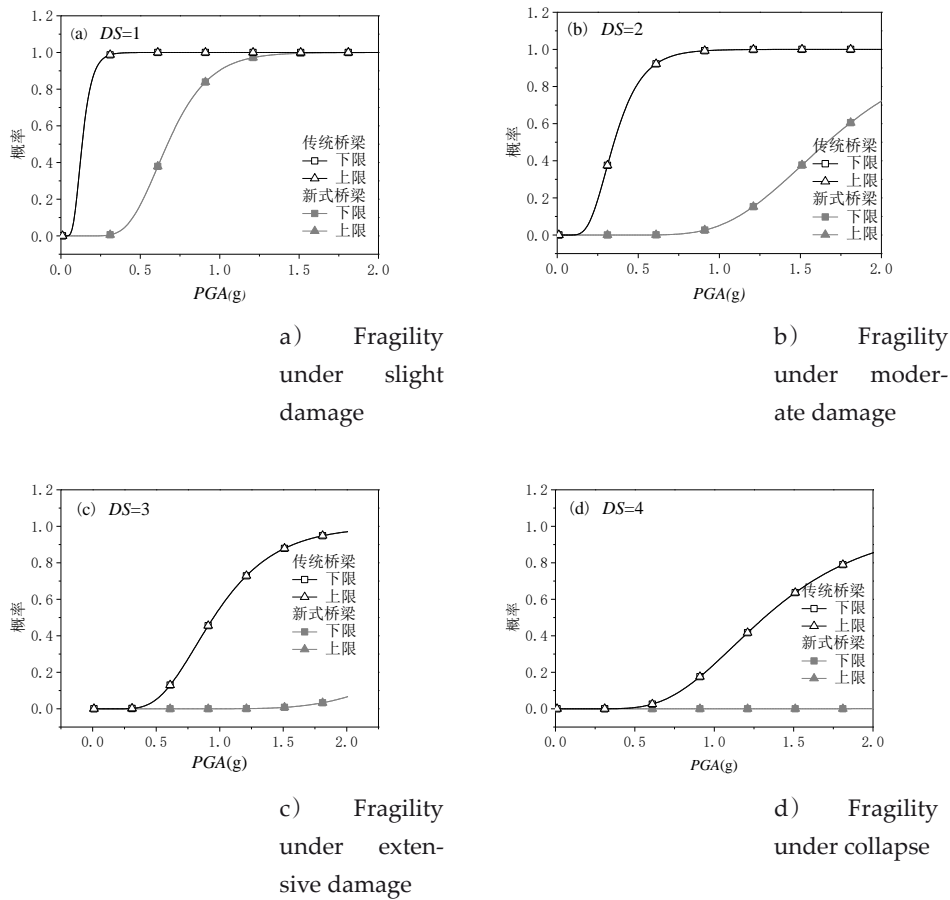 (a) DS=1
1.2
1.0
0.8
0.6
0.4
0.2
0.0
概率
传统桥梁
下限
上限
新式桥梁
下限
上限
0.0 0.5 1.0 1.5 2.0
PGA(g)
a） Fragility
under slight
damage
(b) DS=2
1.2
1.0
0.8
0.6
0.4
0.2
0.0
概率
传统桥梁
下限
上限
新式桥梁
下限
上限
0.0 0.5 1.0 1.5 2.0
PGA(g)
b） Fragility
under moder-
ate damage
(c) DS=3
1.2
1.0
0.8
0.6
0.4
0.2
0.0
概率
传统桥梁
下限
上限
新式桥梁
下限
上限
0.0 0.5 1.0 1.5 2.0
PGA(g)
c） Fragility
under exten-
sive damage
(d) DS=4
1.2
1.0
0.8
0.6
0.4
0.2
0.0
概率
传统桥梁
下限
上限
新式桥梁
下限
上限
0.0 0.5 1.0 1.5 2.0
PGA(g)
d） Fragility
under collapse